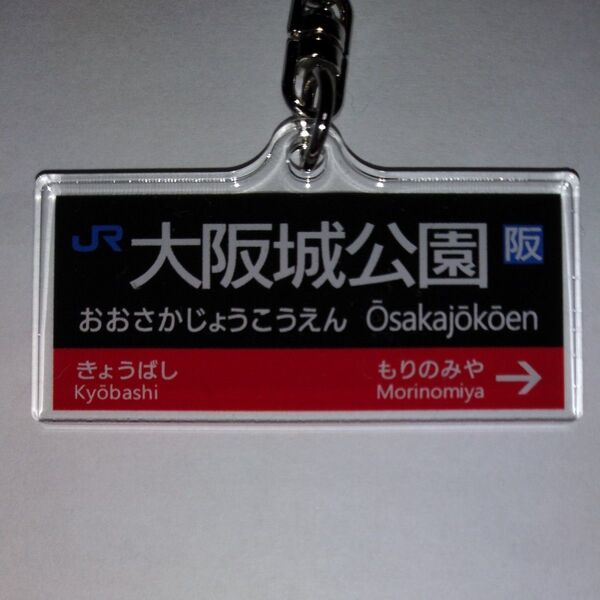 JR 大阪城公園 阪
おおさかじょうこうえん Ōsakajōkōen
きょうばし もりのみや →
Kyōbashi Morinomiya